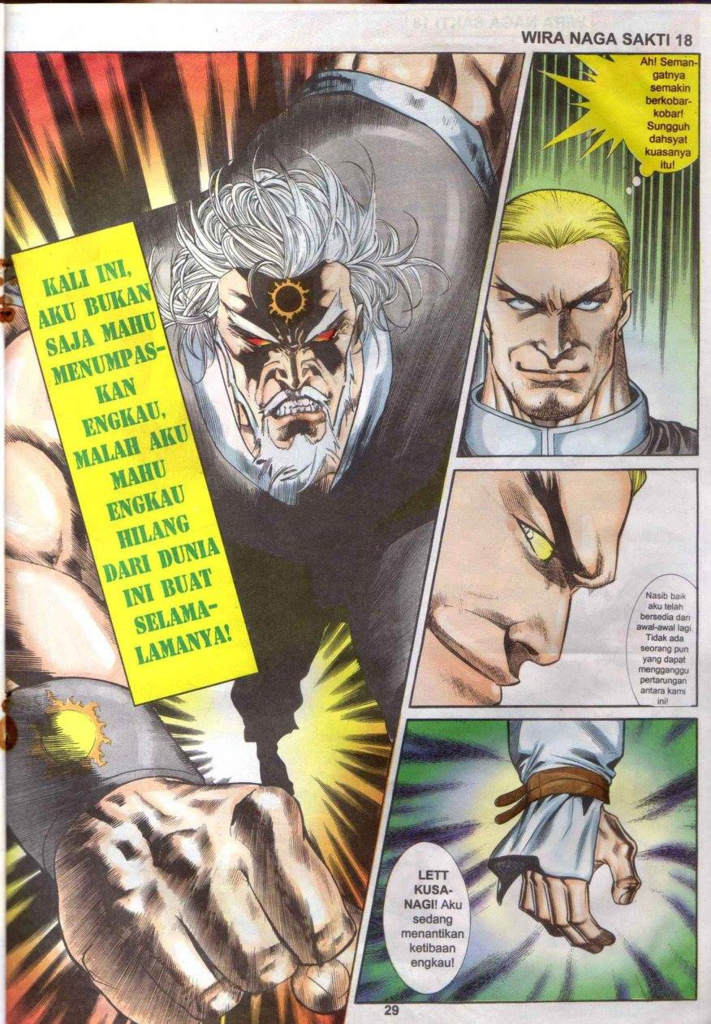 WIRA NAGA SAKTI 18
KALI INI,
AKU BUKAN
SAJA MAHU
MENUMPAS-
KAN
ENGKAU,
MALAH AKU
MAHU
ENGKAU
HILANG
DARI DUNIA
INI BUAT
SELAMA-
LAMANYA!
Ah! Seman-
gatnya
semakin
berkobar-
kobar!
Sungguh
dahsyat
kuasanya
itu!
Nasib baik
aku telah
bersedia dari
awal-awal lagi.
Tidak ada
seorang pun
yang dapat
mengganggu
pertarungan
antara kami
ini!
LETT
KUSA-
NAGI! Aku
sedang
menantikan
ketibaan
engkau!
29